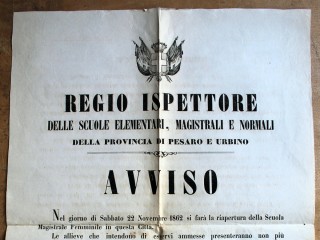 REGIO ISPETTORE
DELLE SCUOLE ELEMENTARI, MAGISTRALI E NORMALI
DELLA PROVINCIA DI PESARO E URBINO
AVVISO
Nel giorno di Sabbato 22 Novembre 1862 si farà la riapertura della Scuola
Magistrale Femminile in questa Città.
Le allieve che intendono di esservi ammesse presenteranno non più